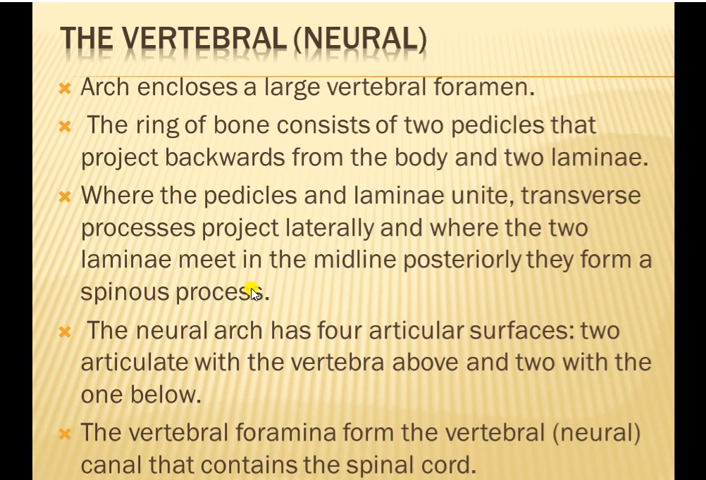 THE VERTEBRAL (NEURAL)
Arch encloses a large vertebral foramen.
The ring of bone consists of two pedicles that
project backwards from the body and two laminae.
Where the pedicles and laminae unite, transverse
processes project laterally and where the two
laminae meet in the midline posteriorly they form a
spinous process.
The neural arch has four articular surfaces: two
articulate with the vertebra above and two with the
one below.
The vertebral foramina form the vertebral (neural)
canal that contains the spinal cord.